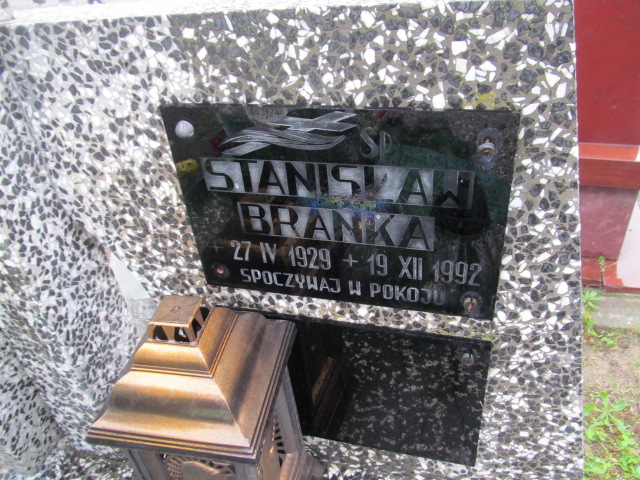 ŚP
STANISŁAW
BRANKA
27 IV 1929 + 19 XII 1992
SPOCZYWAJ W POKOJU